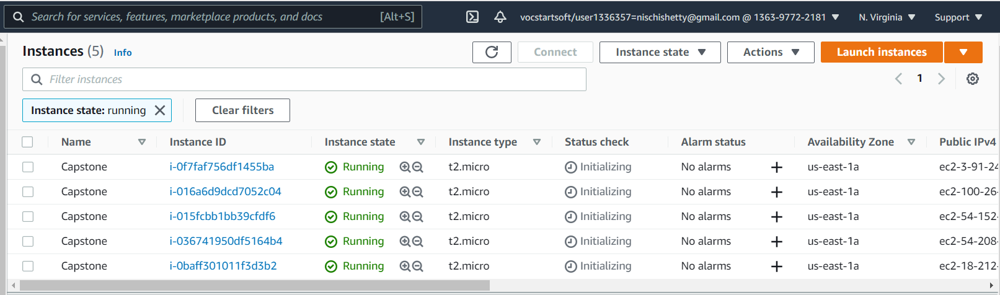 Search for services, features, marketplace products, and docs [Alt+S] vocstartsoft/user1336357=nischishetty@gmail.com @ 1363-9772-2181 N. Virginia Support
Instances (5) Info Connect Instance state Actions Launch instances
Filter instances 1
Instance state: running Clear filters
Name Instance ID Instance state Instance type Status check Alarm status Availability Zone Public IPv4
Capstone i-0f7faf756df1455ba Running t2.micro Initializing No alarms us-east-1a ec2-3-91-24
Capstone i-016a6d9dcd7052c04 Running t2.micro Initializing No alarms us-east-1a ec2-100-26-
Capstone i-015fcbb1bb39cfdf6 Running t2.micro Initializing No alarms us-east-1a ec2-54-152-
Capstone i-036741950df5164b4 Running t2.micro Initializing No alarms us-east-1a ec2-54-208-
Capstone i-0baff301011f3d3b2 Running t2.micro Initializing No alarms us-east-1a ec2-18-212-